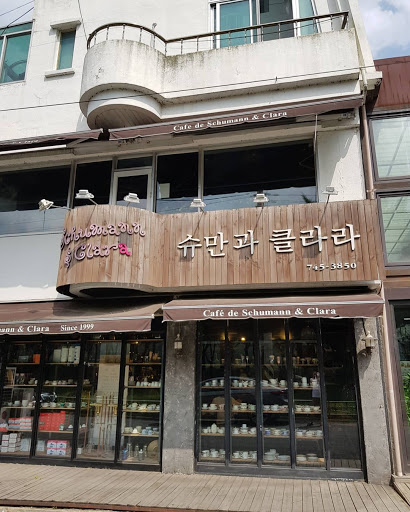 Café de Schumann & Clara
Schumann
& Clara
슈만과 클라라
745-3850
mann & Clara Since 1999
Café de Schumann & Clara